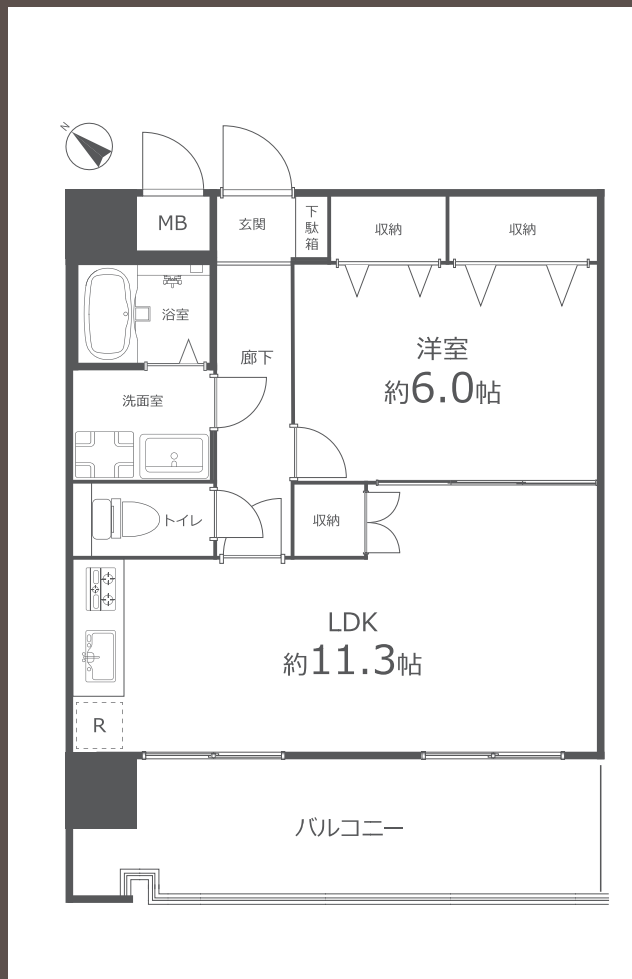 N
MB
玄関
下駄箱
収納
収納
浴室
廊下
洋室
約6.0帖
洗面室
トイレ
収納
LDK
約11.3帖
R
バルコニー